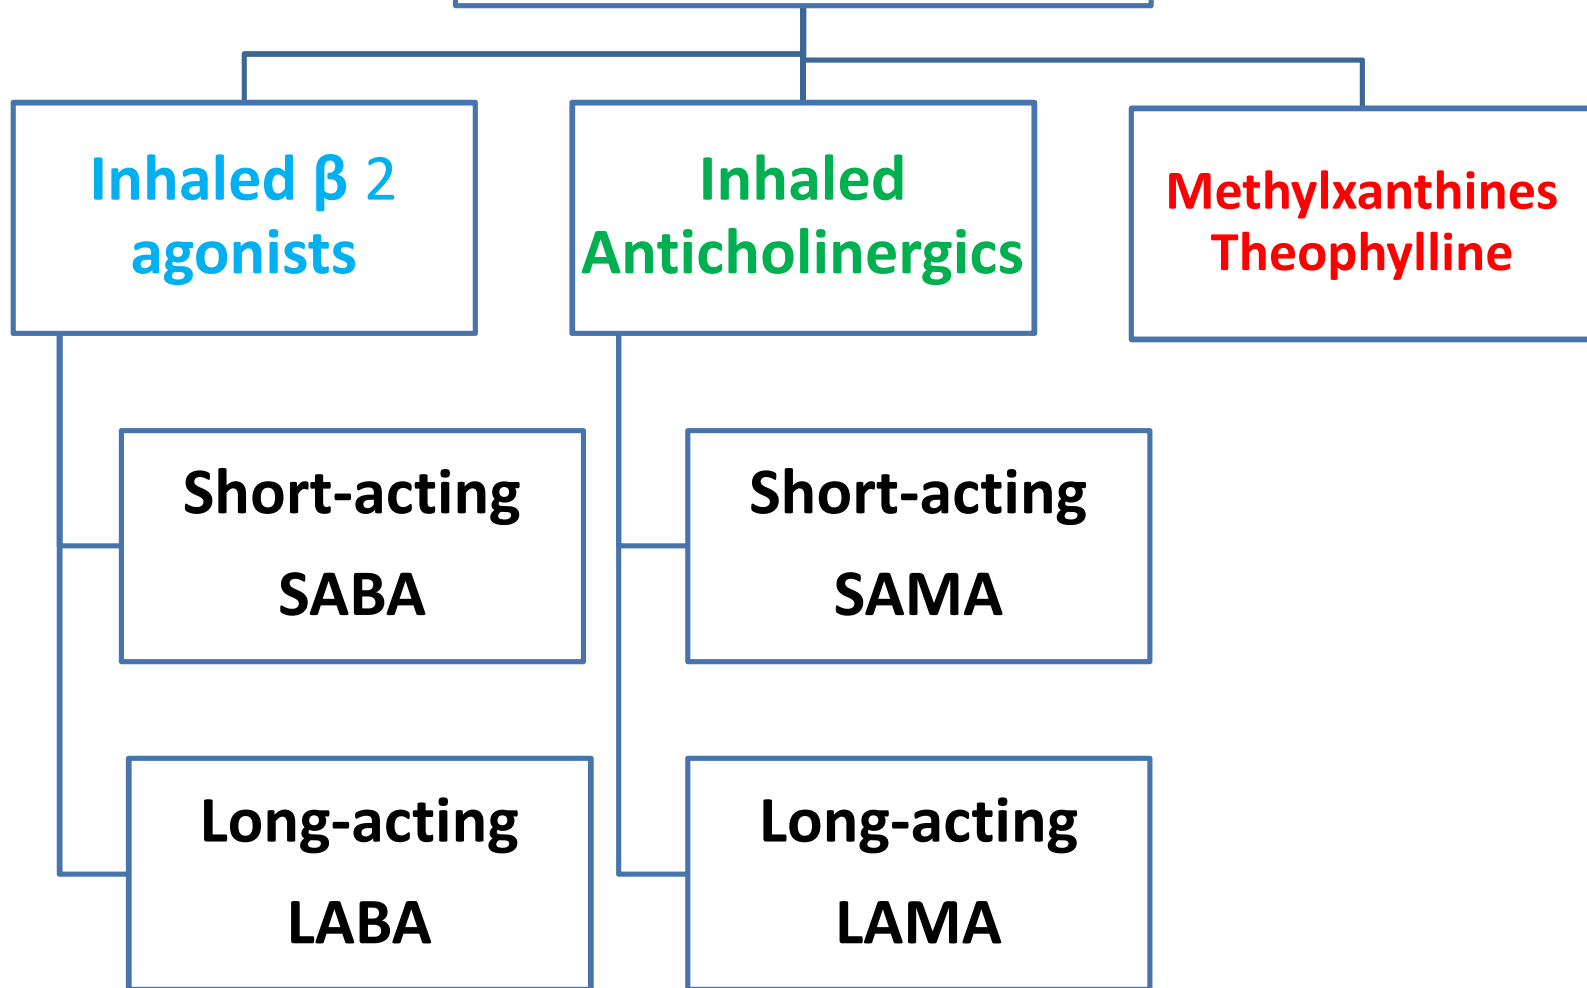 Inhaled β 2
agonists
Inhaled
Anticholinergics
Methylxanthines
Theophylline
Short-acting
SABA
Short-acting
SAMA
Long-acting
LABA
Long-acting
LAMA